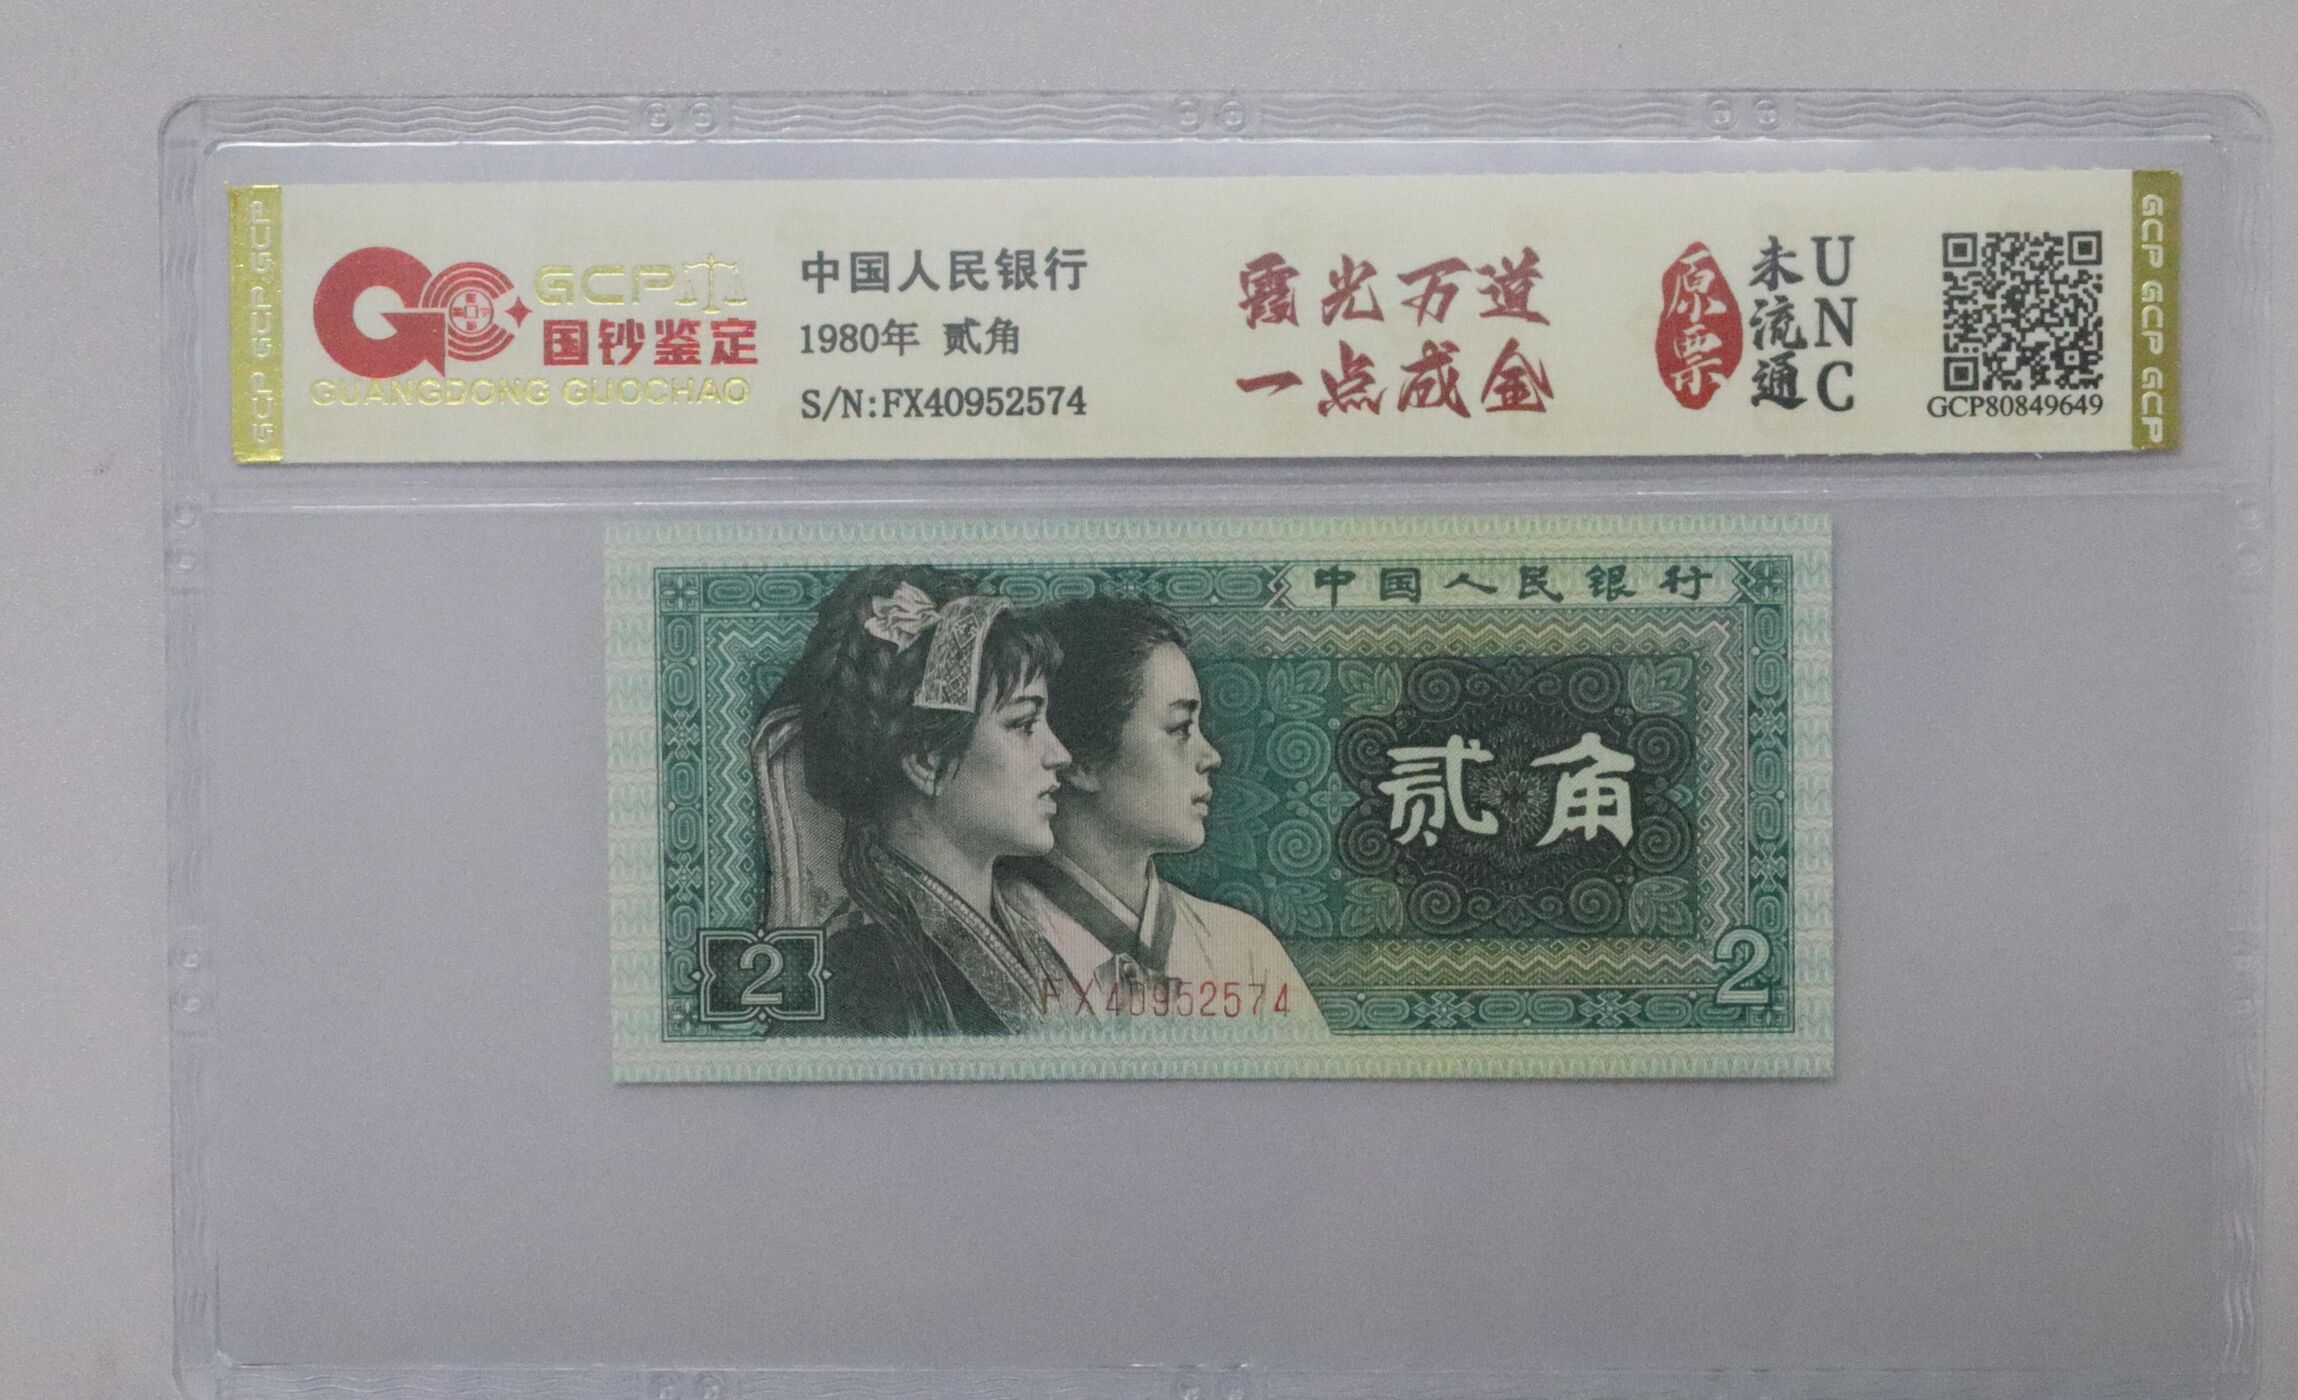 GCP
国钞鉴定
GUANGDONG GUOCHAO
中国人民银行
1980年 贰角
S/N:FX40952574
霞光万道
一点成金
原票
未流通
UNC
GCP80849649
GCP GCP GCP GCP
GCP GCP GCP GCP
中国人民银行
贰角
2
FX40952574
2